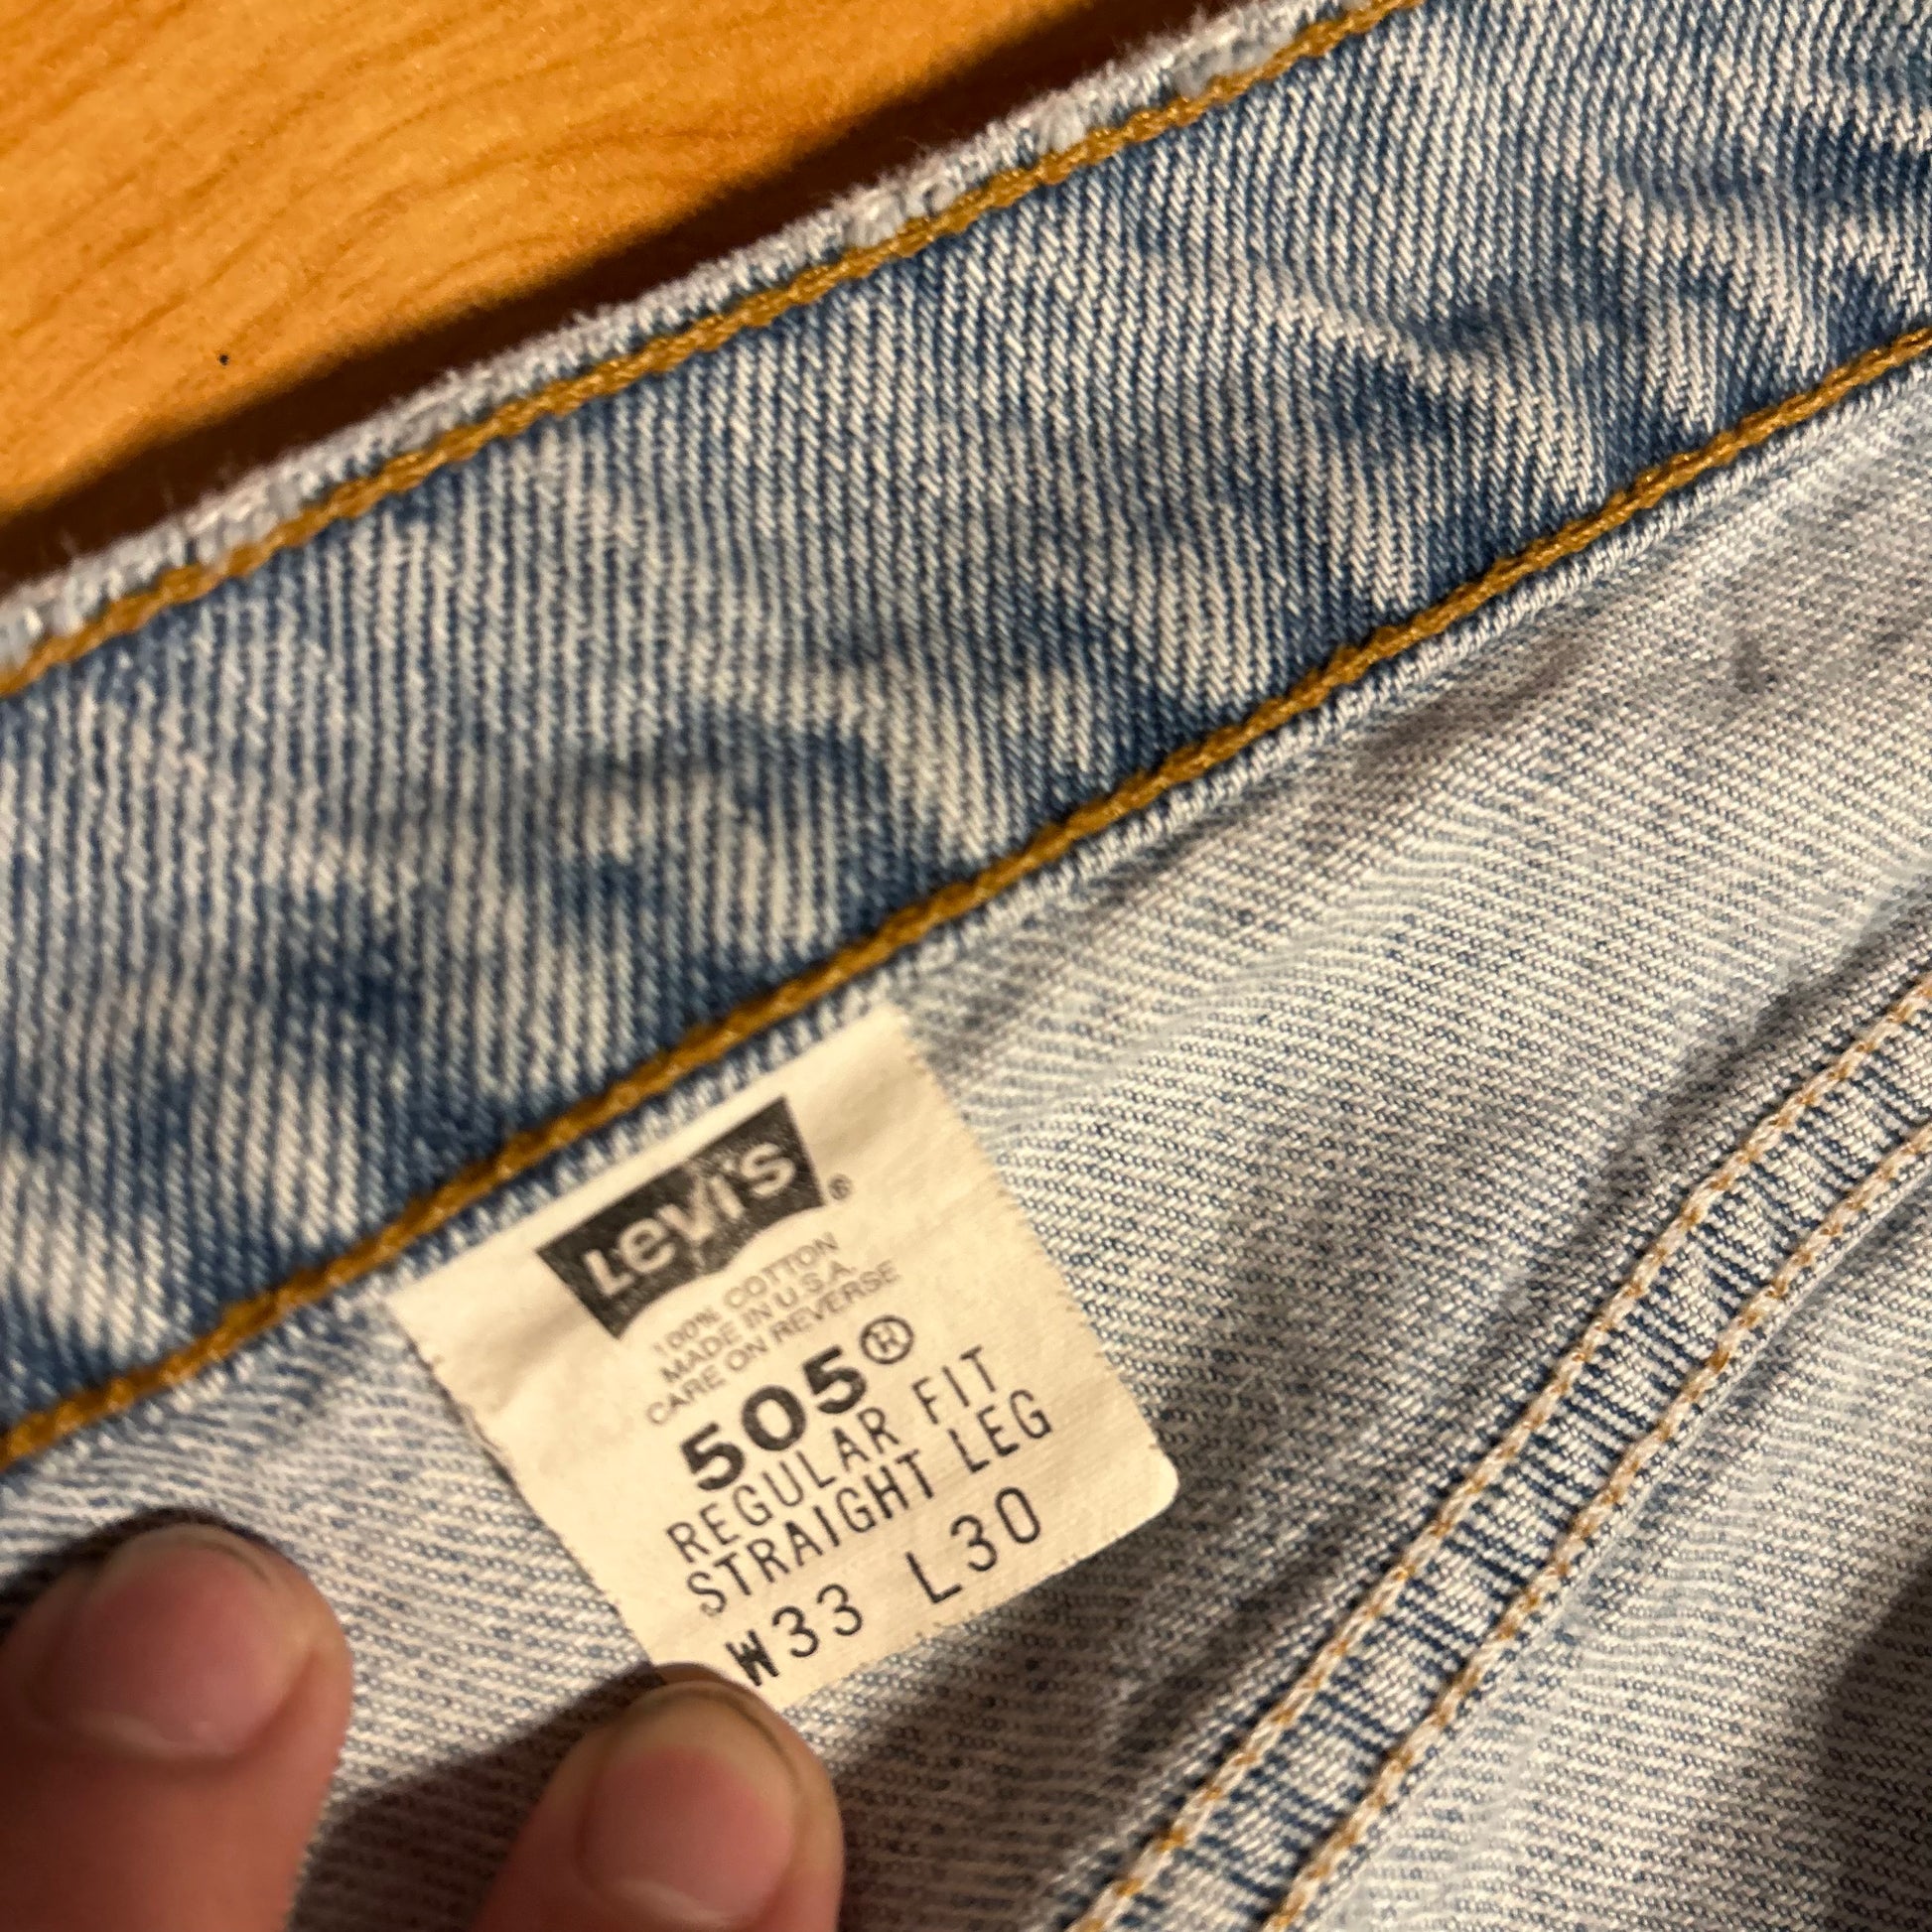 Levi's®
100% COTTON
MADE IN U.S.A.
CARE ON REVERSE
505®
REGULAR FIT
STRAIGHT LEG
W33 L30